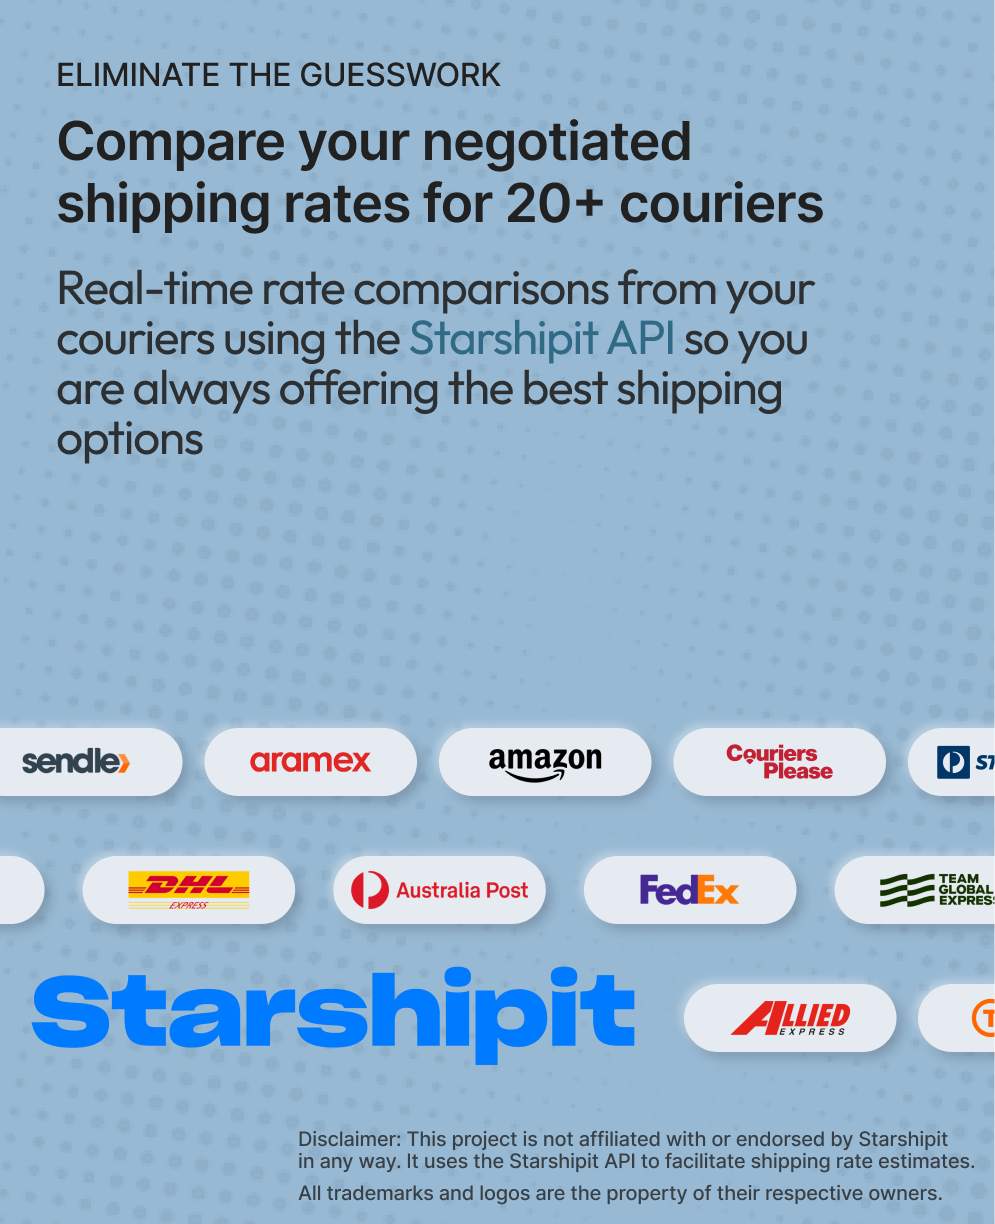 ELIMINATE THE GUESSWORK
Compare your negotiated
shipping rates for 20+ couriers
Real-time rate comparisons from your
couriers using the Starshipit API so you
are always offering the best shipping
options
sendle
aramex
amazon
Couriers
Please
ST
DHL
EXPRESS
Australia Post
FedEx
TEAM
GLOBAL
EXPRESS
Starshipit
ALLIED
EXPRESS
T
Disclaimer: This project is not affiliated with or endorsed by Starshipit
in any way. It uses the Starshipit API to facilitate shipping rate estimates.
All trademarks and logos are the property of their respective owners.